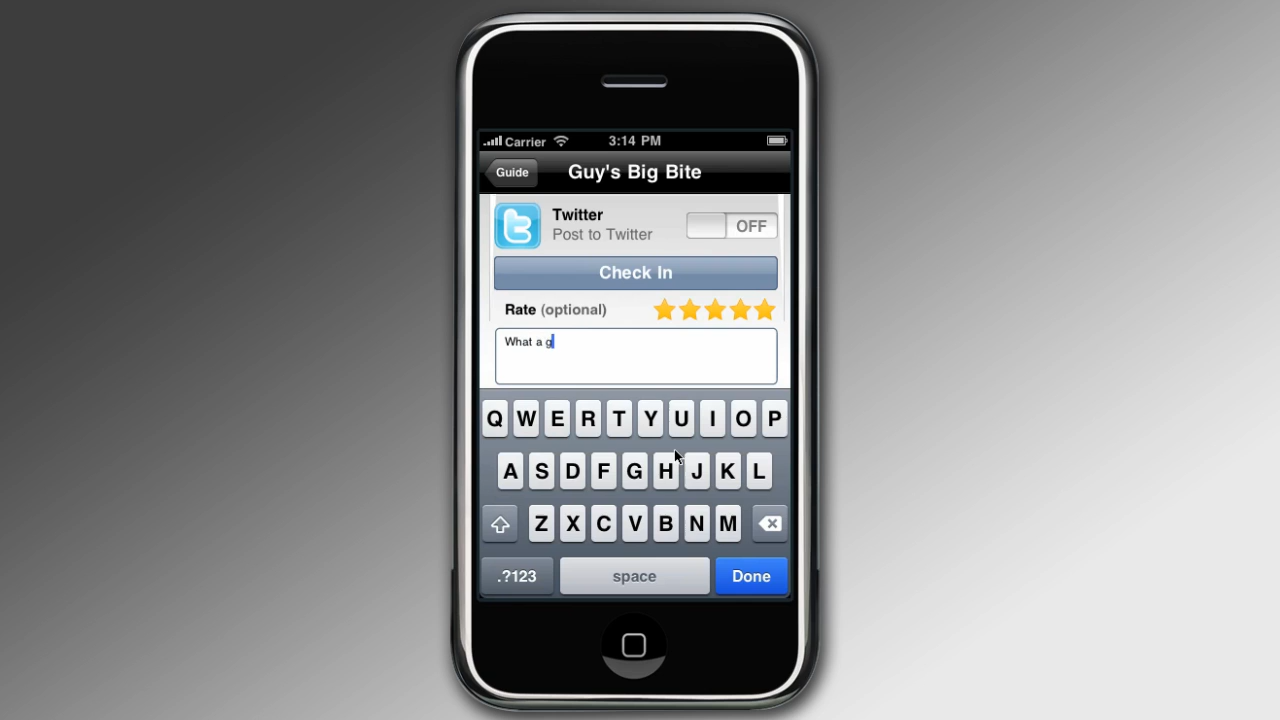 Carrier 3:14 PM
Guide Guy's Big Bite
Twitter
Post to Twitter OFF
Check In
Rate (optional)
What a g
Q W E R T Y U I O P
A S D F G H J K L
Z X C V B N M
.?123 space Done